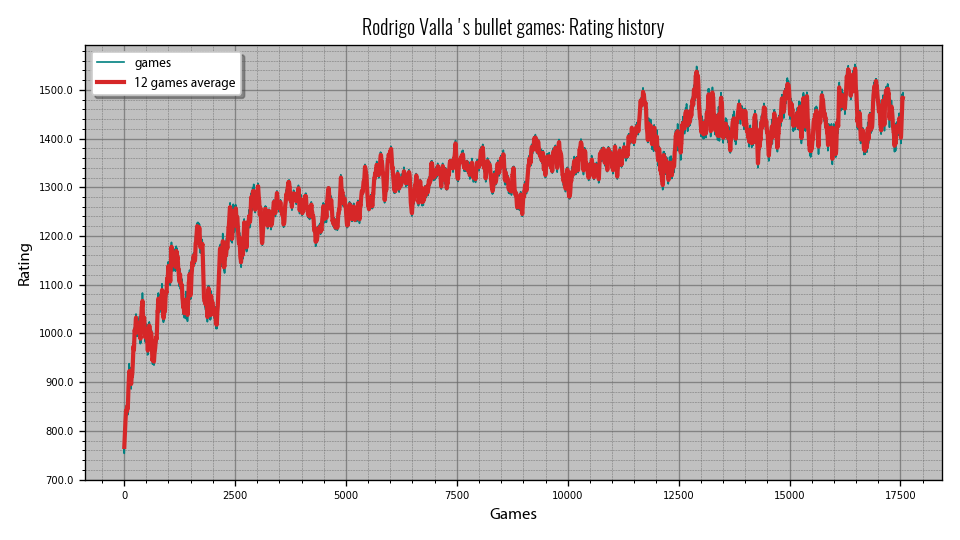 Rodrigo Valla 's bullet games: Rating history
games
12 games average
Rating
1500.0
1400.0
1300.0
1200.0
1100.0
1000.0
900.0
800.0
700.0
0 2500 5000 7500 10000 12500 15000 17500
Games